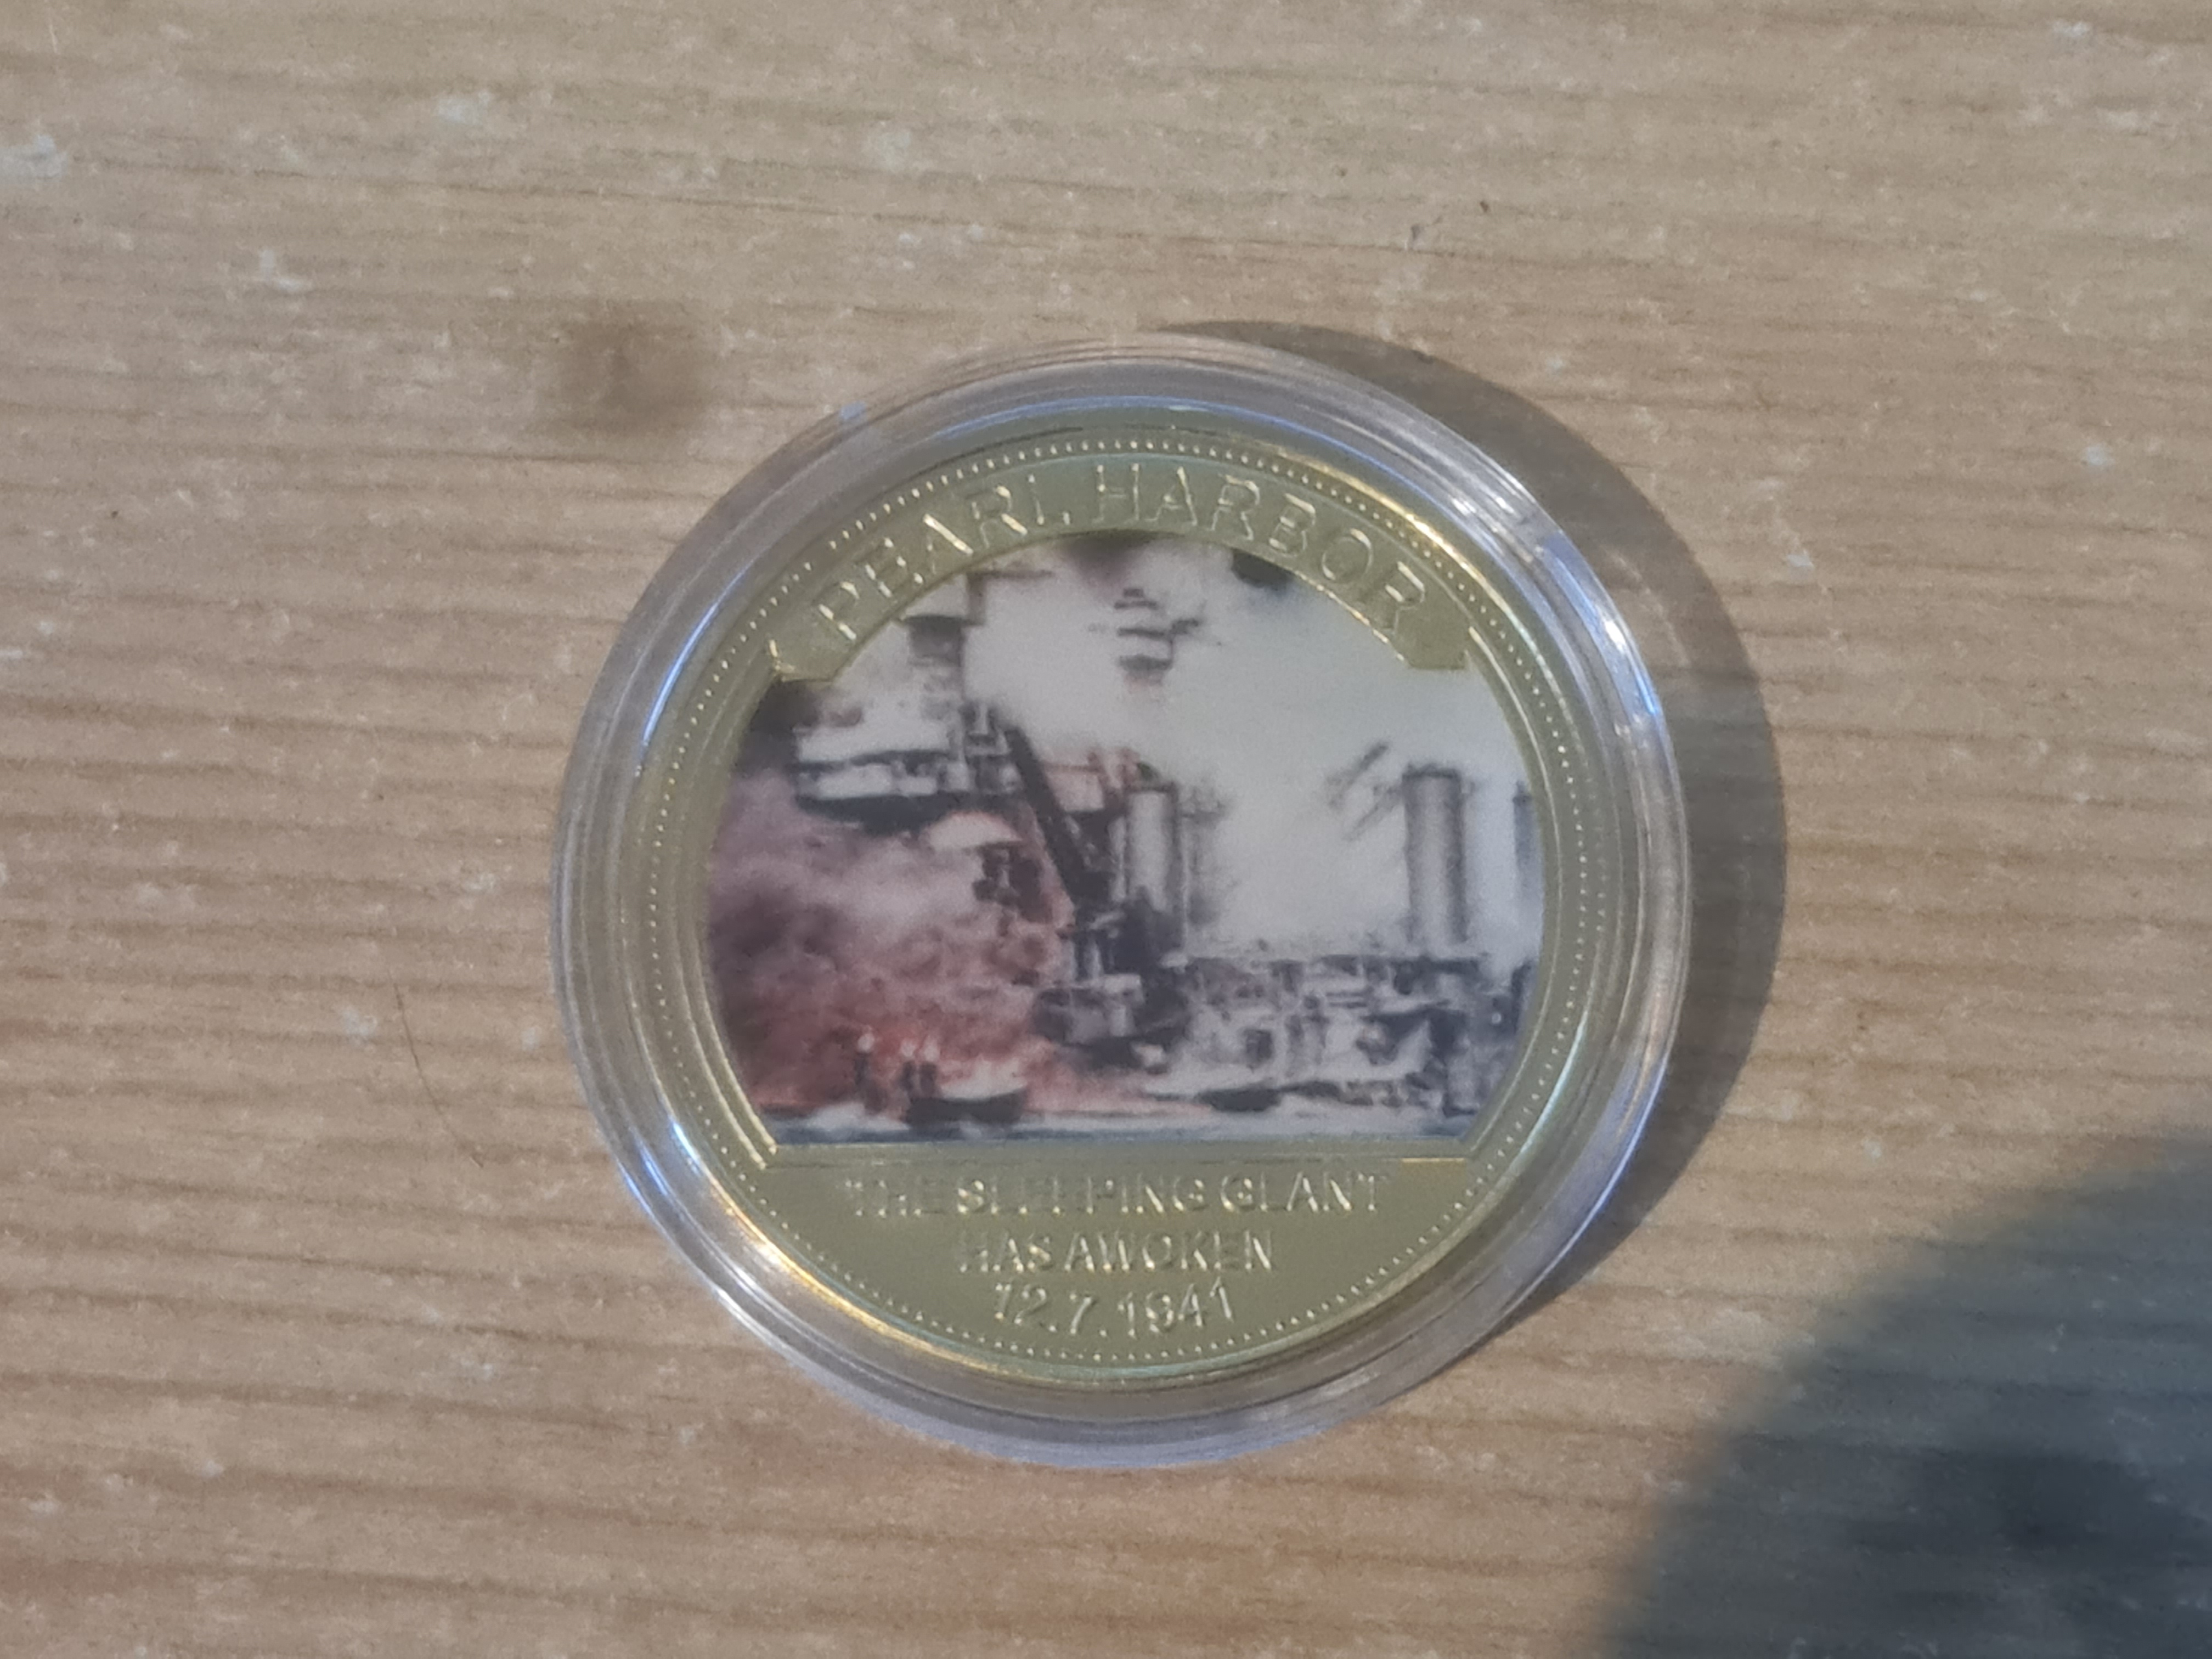 PEARL HARBOR
THE SLEEPING GIANT
HAS AWOKEN
12.7.1941